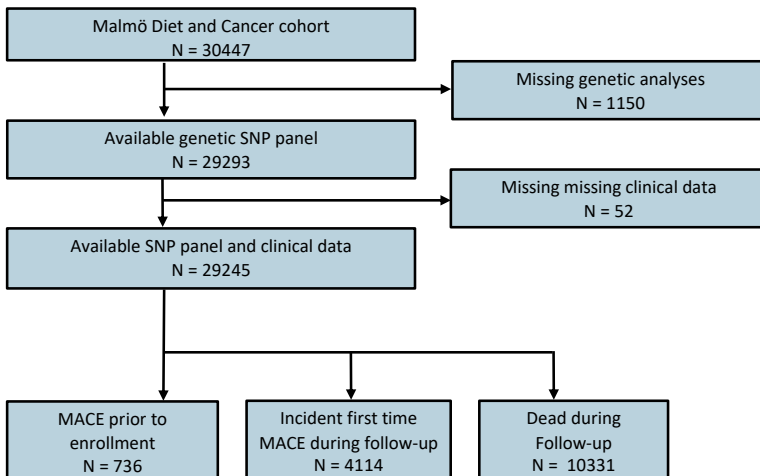 Malmö Diet and Cancer cohort
N = 30447
Missing genetic analyses
N = 1150
Available genetic SNP panel
N = 29293
Missing missing clinical data
N = 52
Available SNP panel and clinical data
N = 29245
MACE prior to
enrollment
N = 736
Incident first time
MACE during follow-up
N = 4114
Dead during
Follow-up
N = 10331